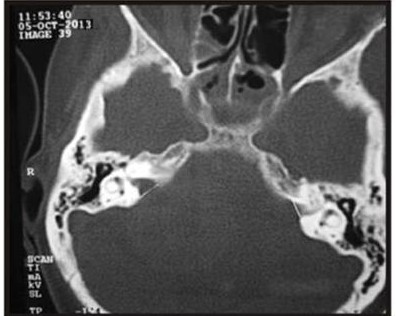 11:53:40
05-OCT-2013
IMAGE 39
R
SCAN
TI
mA
kV
SL
TP